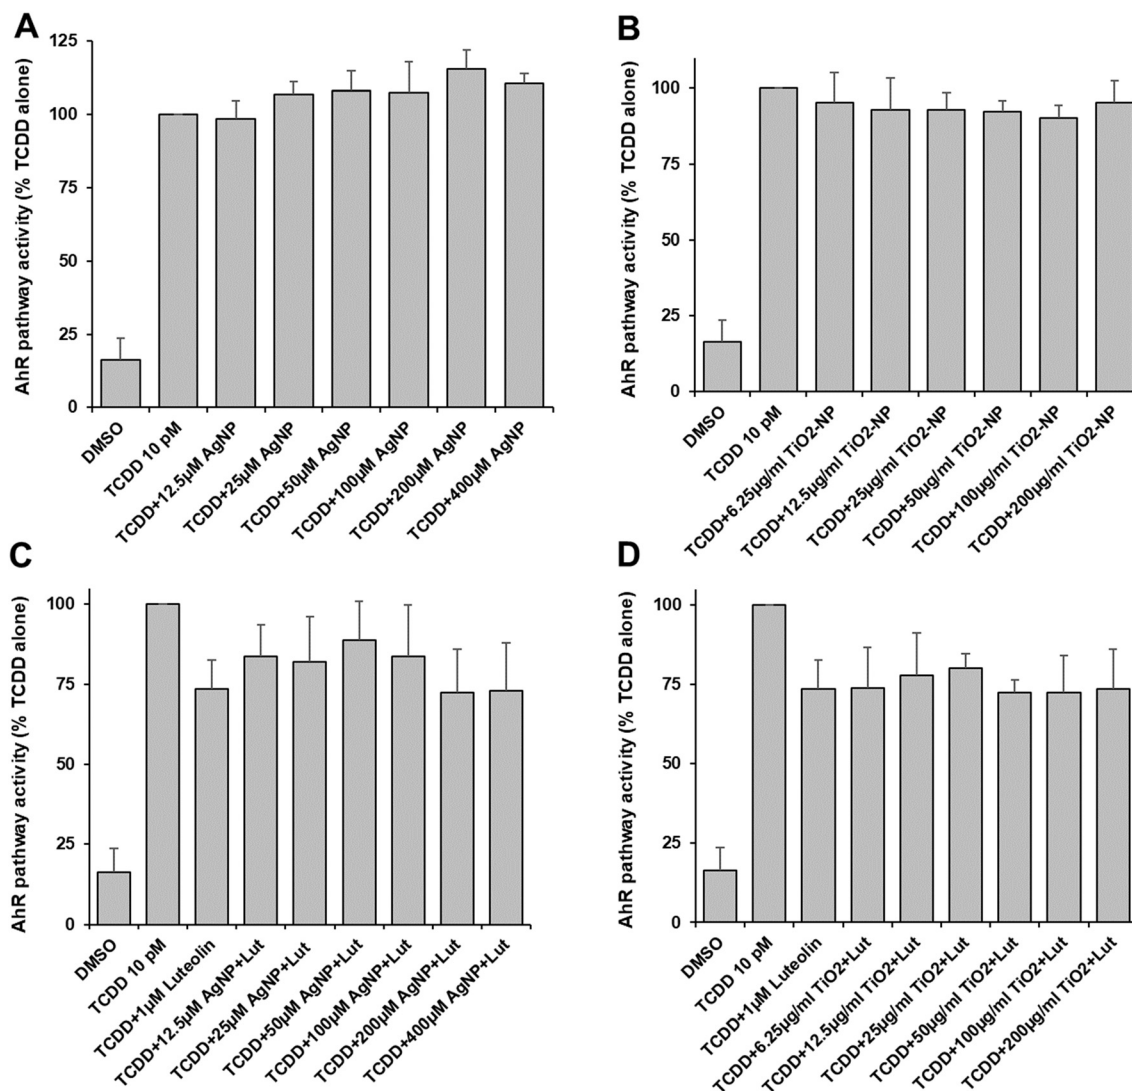 A
AhR pathway activity (% TCDD alone)
125
100
75
50
25
0
DMSO
TCDD 10 pM
TCDD+12.5µM AgNP
TCDD+25µM AgNP
TCDD+50µM AgNP
TCDD+100µM AgNP
TCDD+200µM AgNP
TCDD+400µM AgNP
B
AhR pathway activity (% TCDD alone)
100
75
50
25
0
DMSO
TCDD 10 pM
TCDD+6.25µg/ml TiO2-NP
TCDD+12.5µg/ml TiO2-NP
TCDD+25µg/ml TiO2-NP
TCDD+50µg/ml TiO2-NP
TCDD+100µg/ml TiO2-NP
TCDD+200µg/ml TiO2-NP
C
AhR pathway activity (% TCDD alone)
100
75
50
25
0
DMSO
TCDD 10 pM
TCDD+1µM Luteolin
TCDD+12.5µM AgNP+Lut
TCDD+25µM AgNP+Lut
TCDD+50µM AgNP+Lut
TCDD+100µM AgNP+Lut
TCDD+200µM AgNP+Lut
TCDD+400µM AgNP+Lut
D
AhR pathway activity (% TCDD alone)
100
75
50
25
0
DMSO
TCDD 10 pM
TCDD+1µM Luteolin
TCDD+6.25µg/ml TiO2+Lut
TCDD+12.5µg/ml TiO2+Lut
TCDD+25µg/ml TiO2+Lut
TCDD+50µg/ml TiO2+Lut
TCDD+100µg/ml TiO2+Lut
TCDD+200µg/ml TiO2+Lut